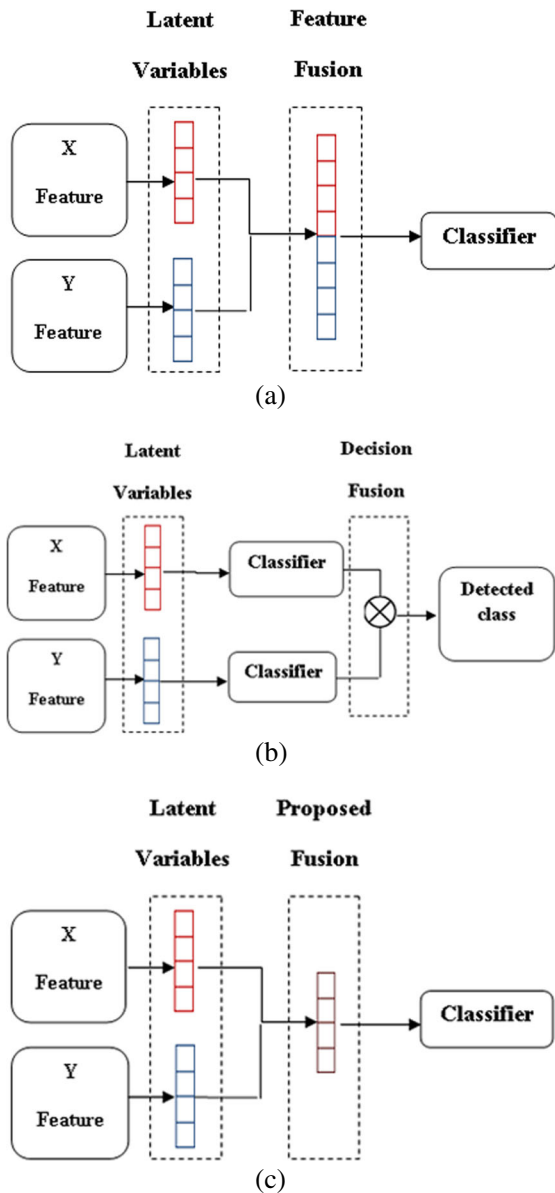 Latent Feature
Variables Fusion
X
Feature
Y
Feature
Classifier
(a)
Latent Decision
Variables Fusion
X
Feature
Classifier
Detected
class
Y
Feature
Classifier
(b)
Latent Proposed
Variables Fusion
X
Feature
Classifier
Y
Feature
(c)